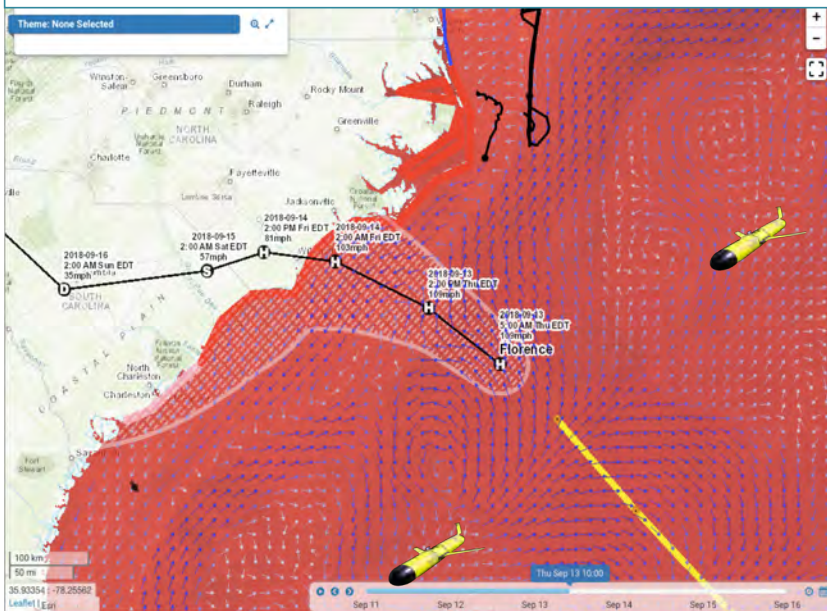 Theme: None Selected
+
−
Winston-
Salem
Greensboro
Durham
Raleigh
Rocky Mount
Greenville
PIEDMONT
NORTH
CAROLINA
Charlotte
Fayetteville
Jacksonville
2018-09-14
2:00 PM Fri EDT
81mph
2018-09-14
2:00 AM Fri EDT
103mph
2018-09-15
2:00 AM Sat EDT
57mph
2018-09-16
2:00 AM Sun EDT
35mph
2018-09-13
2:00 PM Thu EDT
109mph
2018-09-13
5:00 AM Thu EDT
109mph
Florence
D
S
H
H
H
H
SOUTH
CAROLINA
COASTAL PLAIN
North
Charleston
Charleston
Fort
Stewart
100 km
50 mi
35.93354 : -78.25562
Leaflet | Esri
Thu Sep 13 10:00
Sep 11
Sep 12
Sep 13
Sep 14
Sep 15
Sep 16